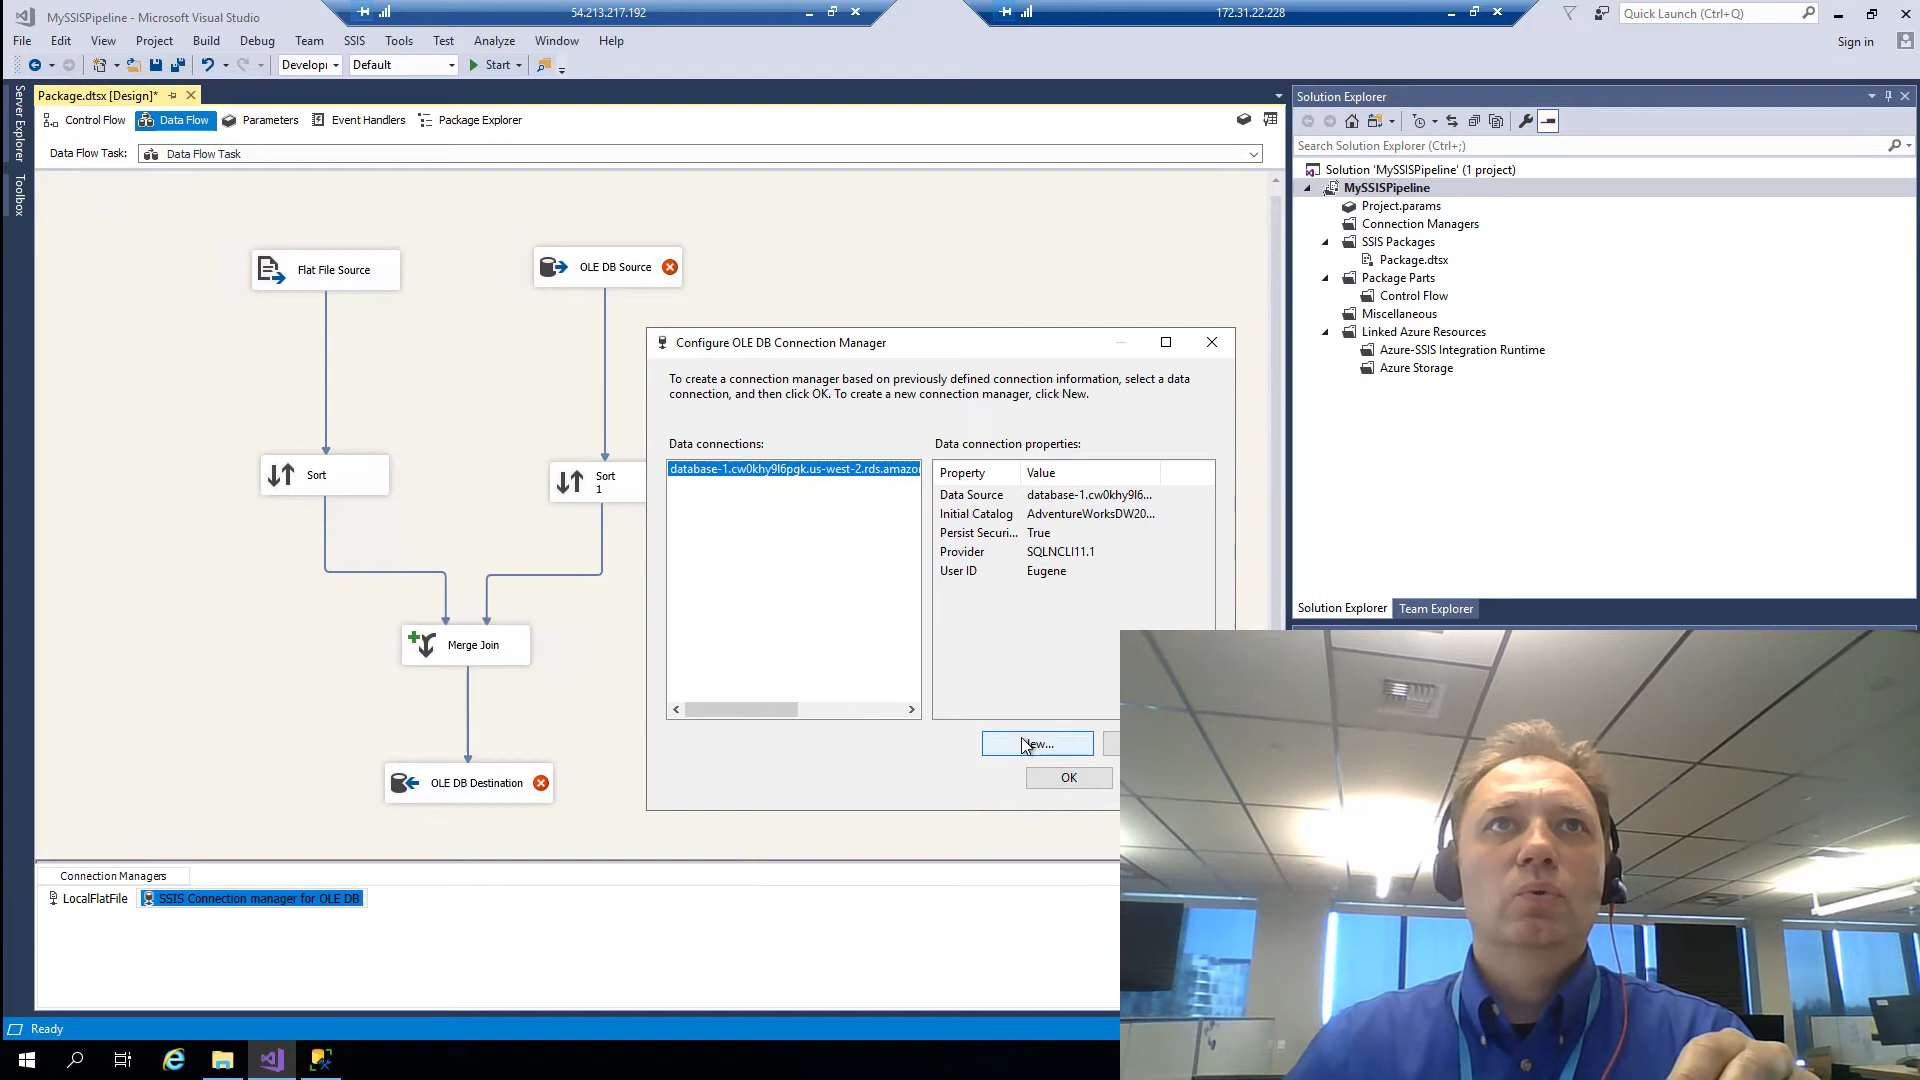 MySSISPipeline - Microsoft Visual Studio
54.213.217.192
172.31.22.228
Quick Launch (Ctrl+Q)
File Edit View Project Build Debug Team SSIS Tools Test Analyze Window Help
Sign in
Developi Default Start
Server Explorer
Toolbox
Package.dtsx [Design]*
Control Flow Data Flow Parameters Event Handlers Package Explorer
Data Flow Task: Data Flow Task
Flat File Source
OLE DB Source
Sort
Sort
1
Merge Join
OLE DB Destination
Configure OLE DB Connection Manager
To create a connection manager based on previously defined connection information, select a data
connection, and then click OK. To create a new connection manager, click New.
Data connections:
database-1.cw0khy9l6pgk.us-west-2.rds.amazon
Data connection properties:
Property Value
Data Source database-1.cw0khy9l6...
Initial Catalog AdventureWorksDW20...
Persist Securi... True
Provider SQLNCLI11.1
User ID Eugene
OK
Connection Managers
LocalFlatFile SSIS Connection manager for OLE DB
Ready
Solution Explorer
Search Solution Explorer (Ctrl+;)
Solution 'MySSISPipeline' (1 project)
MySSISPipeline
Project.params
Connection Managers
SSIS Packages
Package.dtsx
Package Parts
Control Flow
Miscellaneous
Linked Azure Resources
Azure-SSIS Integration Runtime
Azure Storage
Solution Explorer Team Explorer